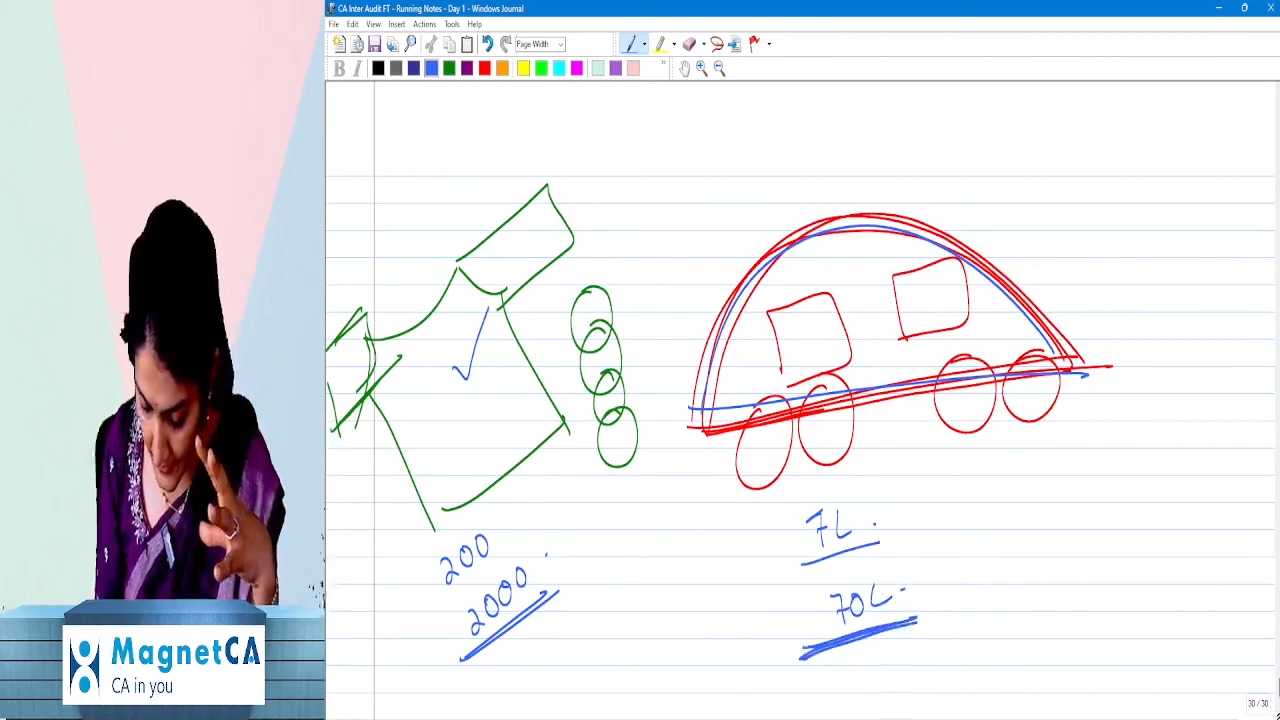 CA Inter Audit FT - Running Notes - Day 1 - Windows Journal
File Edit View Insert Actions Tools Help
Page Width
B I
200
2000
7L.
70L.
MagnetCA
CA in you
30 / 30